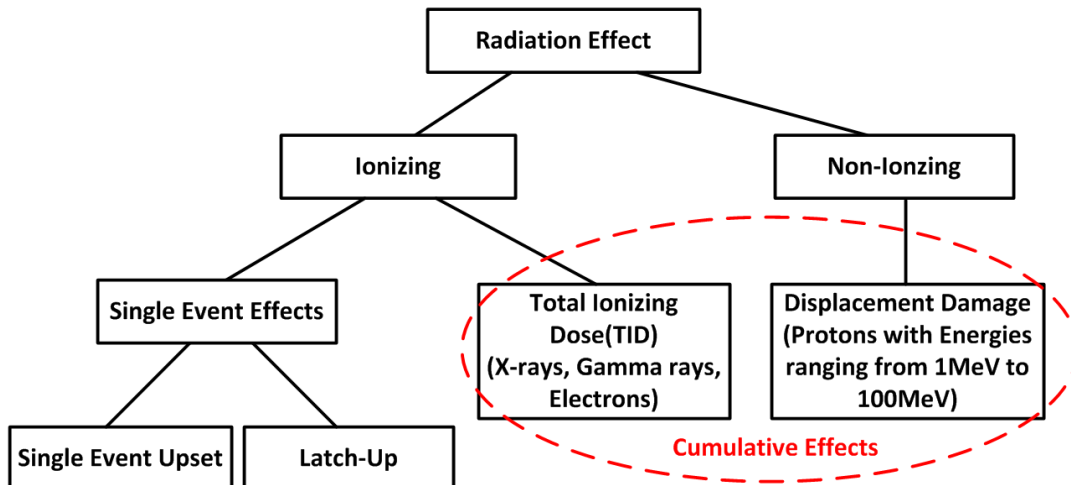 Radiation Effect
Ionizing
Non-Ionzing
Single Event Effects
Total Ionizing
Dose(TID)
(X-rays, Gamma rays,
Electrons)
Displacement Damage
(Protons with Energies
ranging from 1MeV to
100MeV)
Cumulative Effects
Single Event Upset
Latch-Up